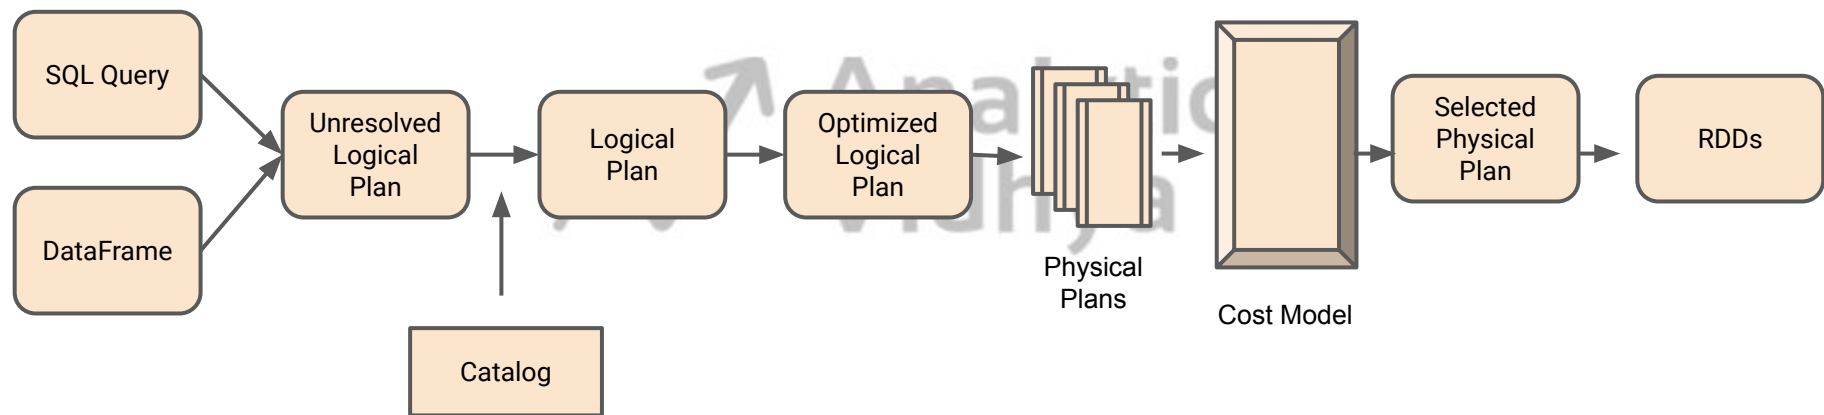 SQL Query
DataFrame
Unresolved
Logical
Plan
Catalog
Logical
Plan
Optimized
Logical
Plan
Physical
Plans
Cost Model
Selected
Physical
Plan
RDDs